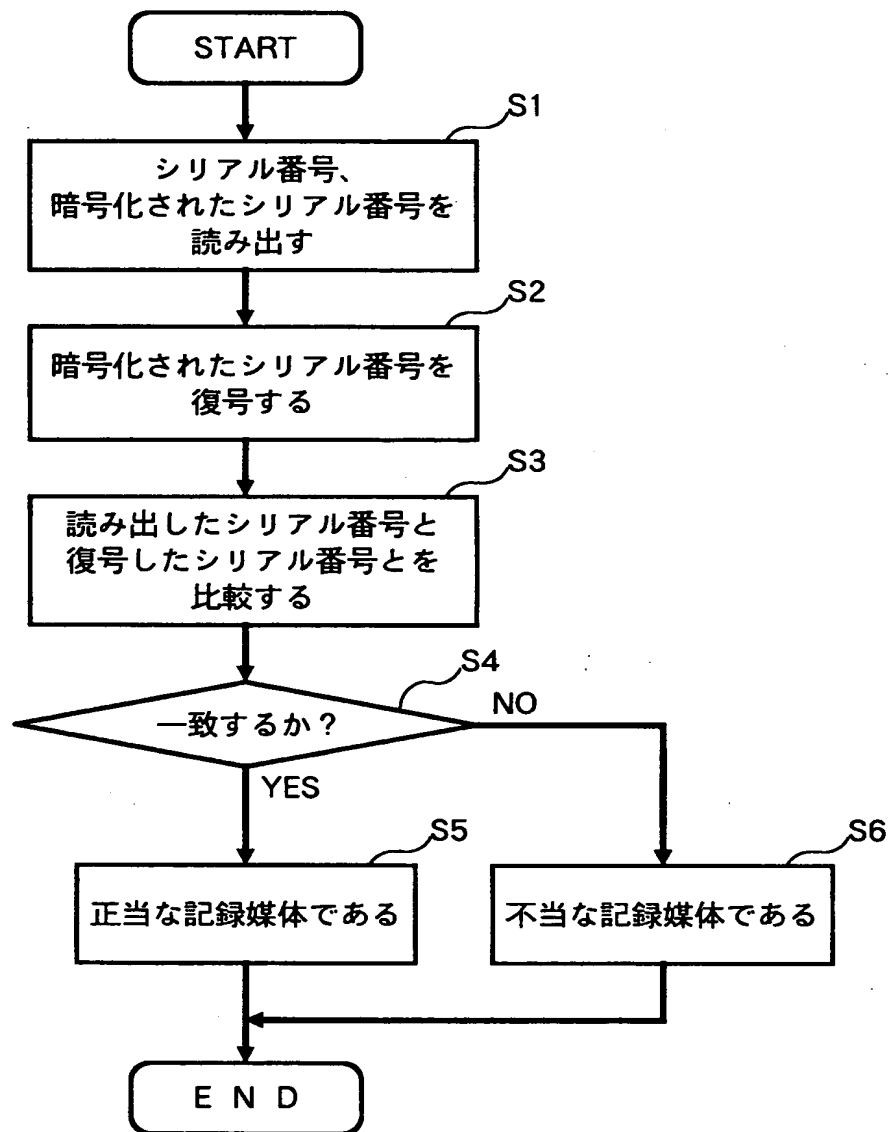 START
S1
シリアル番号、
暗号化されたシリアル番号を
読み出す
S2
暗号化されたシリアル番号を
復号する
S3
読み出したシリアル番号と
復号したシリアル番号とを
比較する
S4
一致するか？
NO
YES
S5
正当な記録媒体である
S6
不当な記録媒体である
E N D